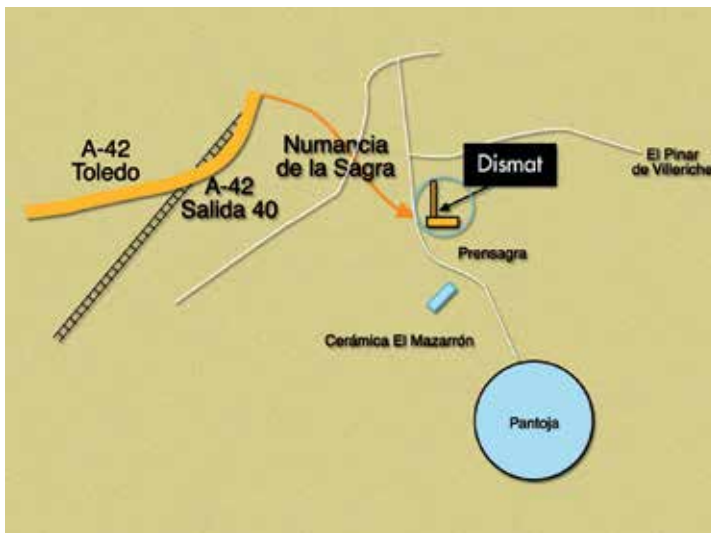 A-42
Toledo
A-42
Salida 40
Numancia
de la Sagra
Dismat
El Pinar
de Villeriche
Prensagra
Cerámica El Mazarrón
Pantoja